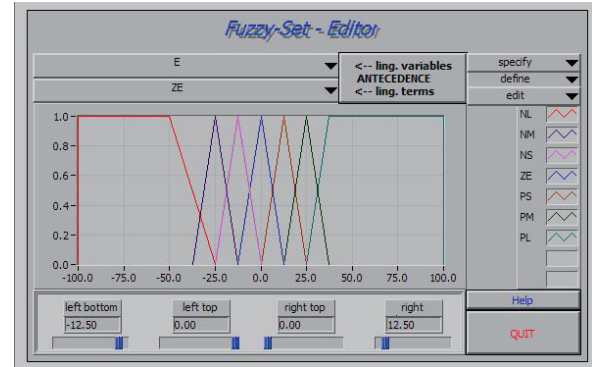 Fuzzy-Set - Editor
E
<-- ling. variables
ANTECEDENCE
<-- ling. terms
ZE
specify
define
edit
1.0
0.8
0.6
0.4
0.2
0.0
-100.0 -75.0 -50.0 -25.0 0.0 25.0 50.0 75.0 100.0
NL
NM
NS
ZE
PS
PM
PL
left bottom left top right top right
-12.50 0.00 0.00 12.50
Help
QUIT